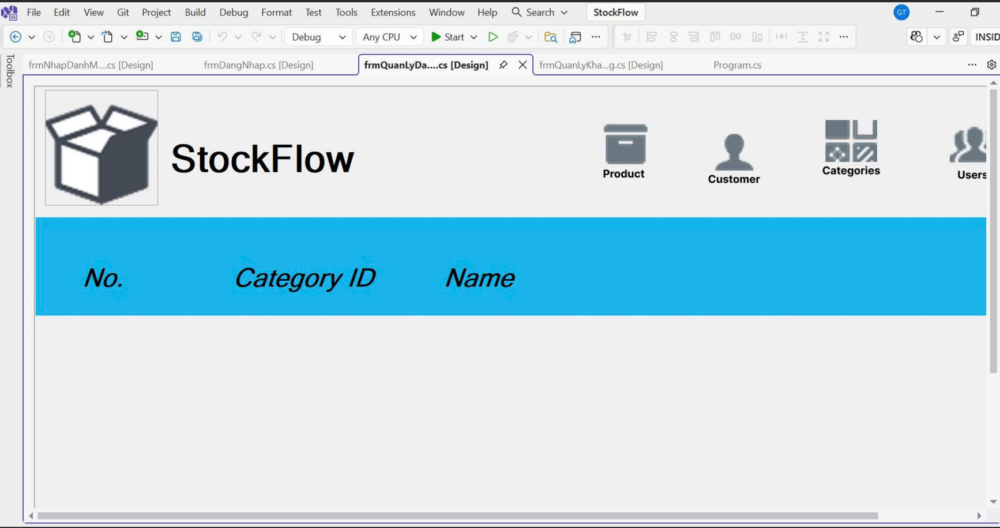 File Edit View Git Project Build Debug Format Test Tools Extensions Window Help Search StockFlow GT
Debug Any CPU Start INSID
Toolbox
frmNhapDanhM....cs [Design] frmDangNhap.cs [Design] frmQuanLyDa....cs [Design] frmQuanLyKha...g.cs [Design] Program.cs
StockFlow
Product Customer Categories Users
No. Category ID Name